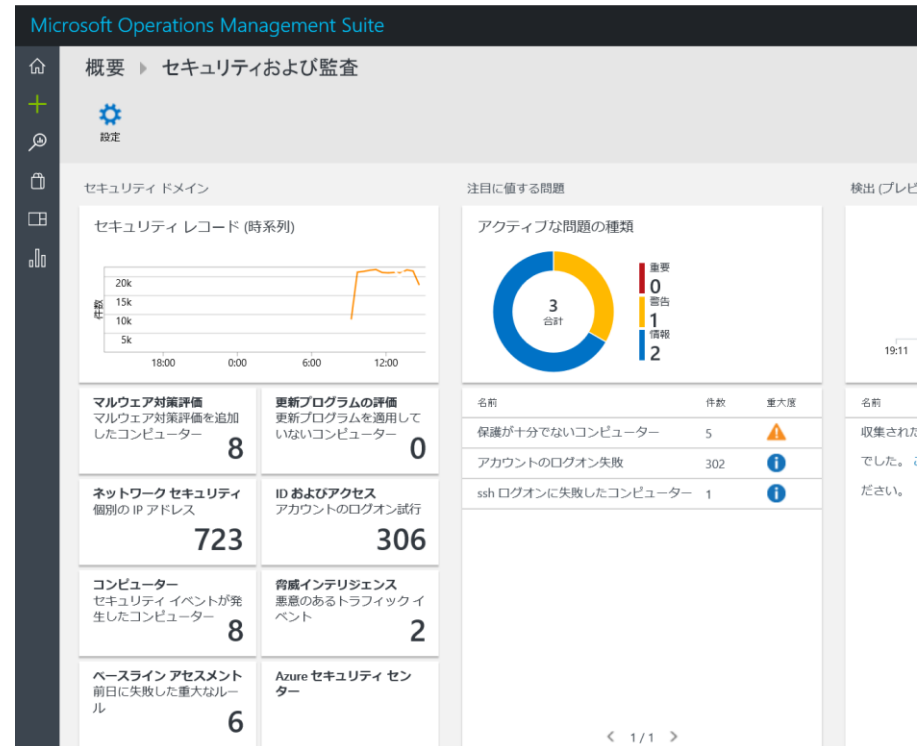 Microsoft Operations Management Suite
概要 ▶ セキュリティおよび監査
設定
セキュリティ ドメイン
セキュリティ レコード (時系列)
件数
20k
15k
10k
5k
18:00 0:00 6:00 12:00
マルウェア対策評価
マルウェア対策評価を追加
したコンピューター
8
更新プログラムの評価
更新プログラムを適用して
いないコンピューター
0
ネットワーク セキュリティ
個別の IP アドレス
723
ID およびアクセス
アカウントのログオン試行
306
コンピューター
セキュリティ イベントが発
生したコンピューター
8
脅威インテリジェンス
悪意のあるトラフィック イ
ベント
2
ベースライン アセスメント
前日に失敗した重大なルー
ル
6
Azure セキュリティ セン
ター
注目に値する問題
アクティブな問題の種類
3
合計
重要
0
警告
1
情報
2
名前 件数 重大度
保護が十分でないコンピューター 5
アカウントのログオン失敗 302
ssh ログオンに失敗したコンピューター 1
< 1 / 1 >
検出 (プレビ
19:11
名前
収集された
でした。
ださい。